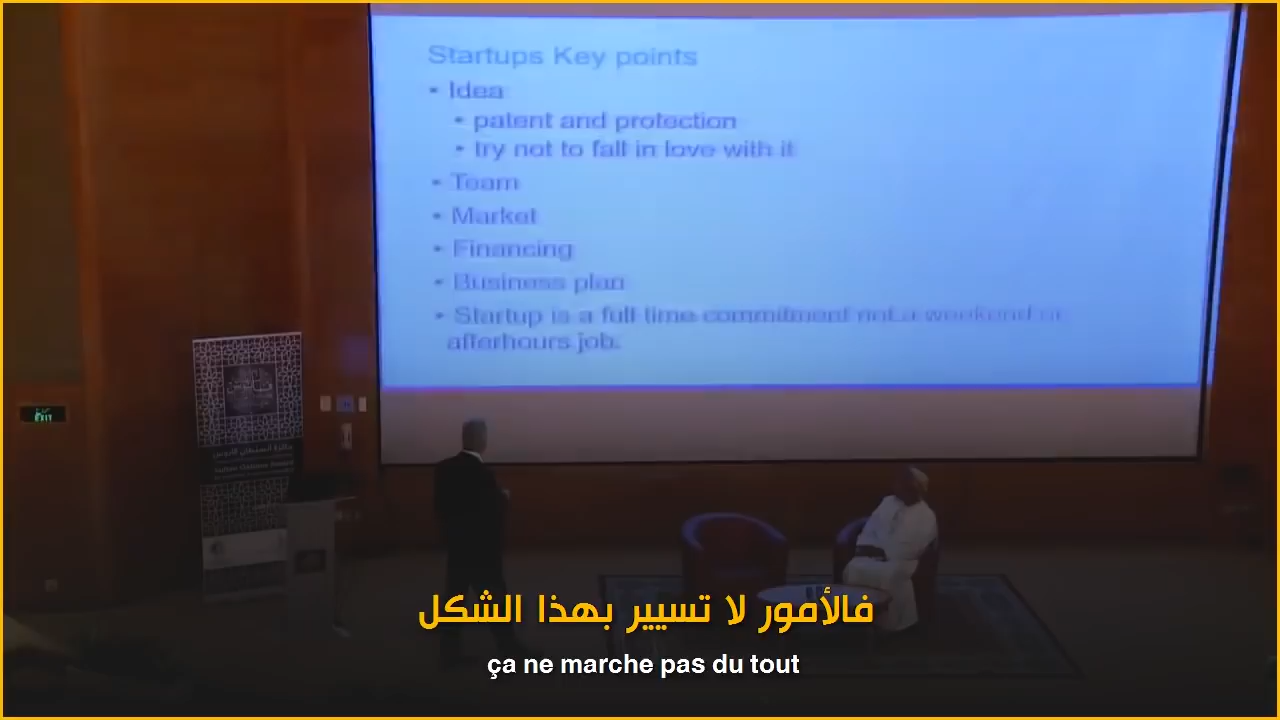 Startups Key points
• Idea
• patent and protection
• try not to fall in love with it
• Team
• Market
• Financing
• Business plan
• Startup is a full time commitment not a weekend or
afterhours job.
EXIT
فالأمور لا تسيير بهذا الشكل
ça ne marche pas du tout